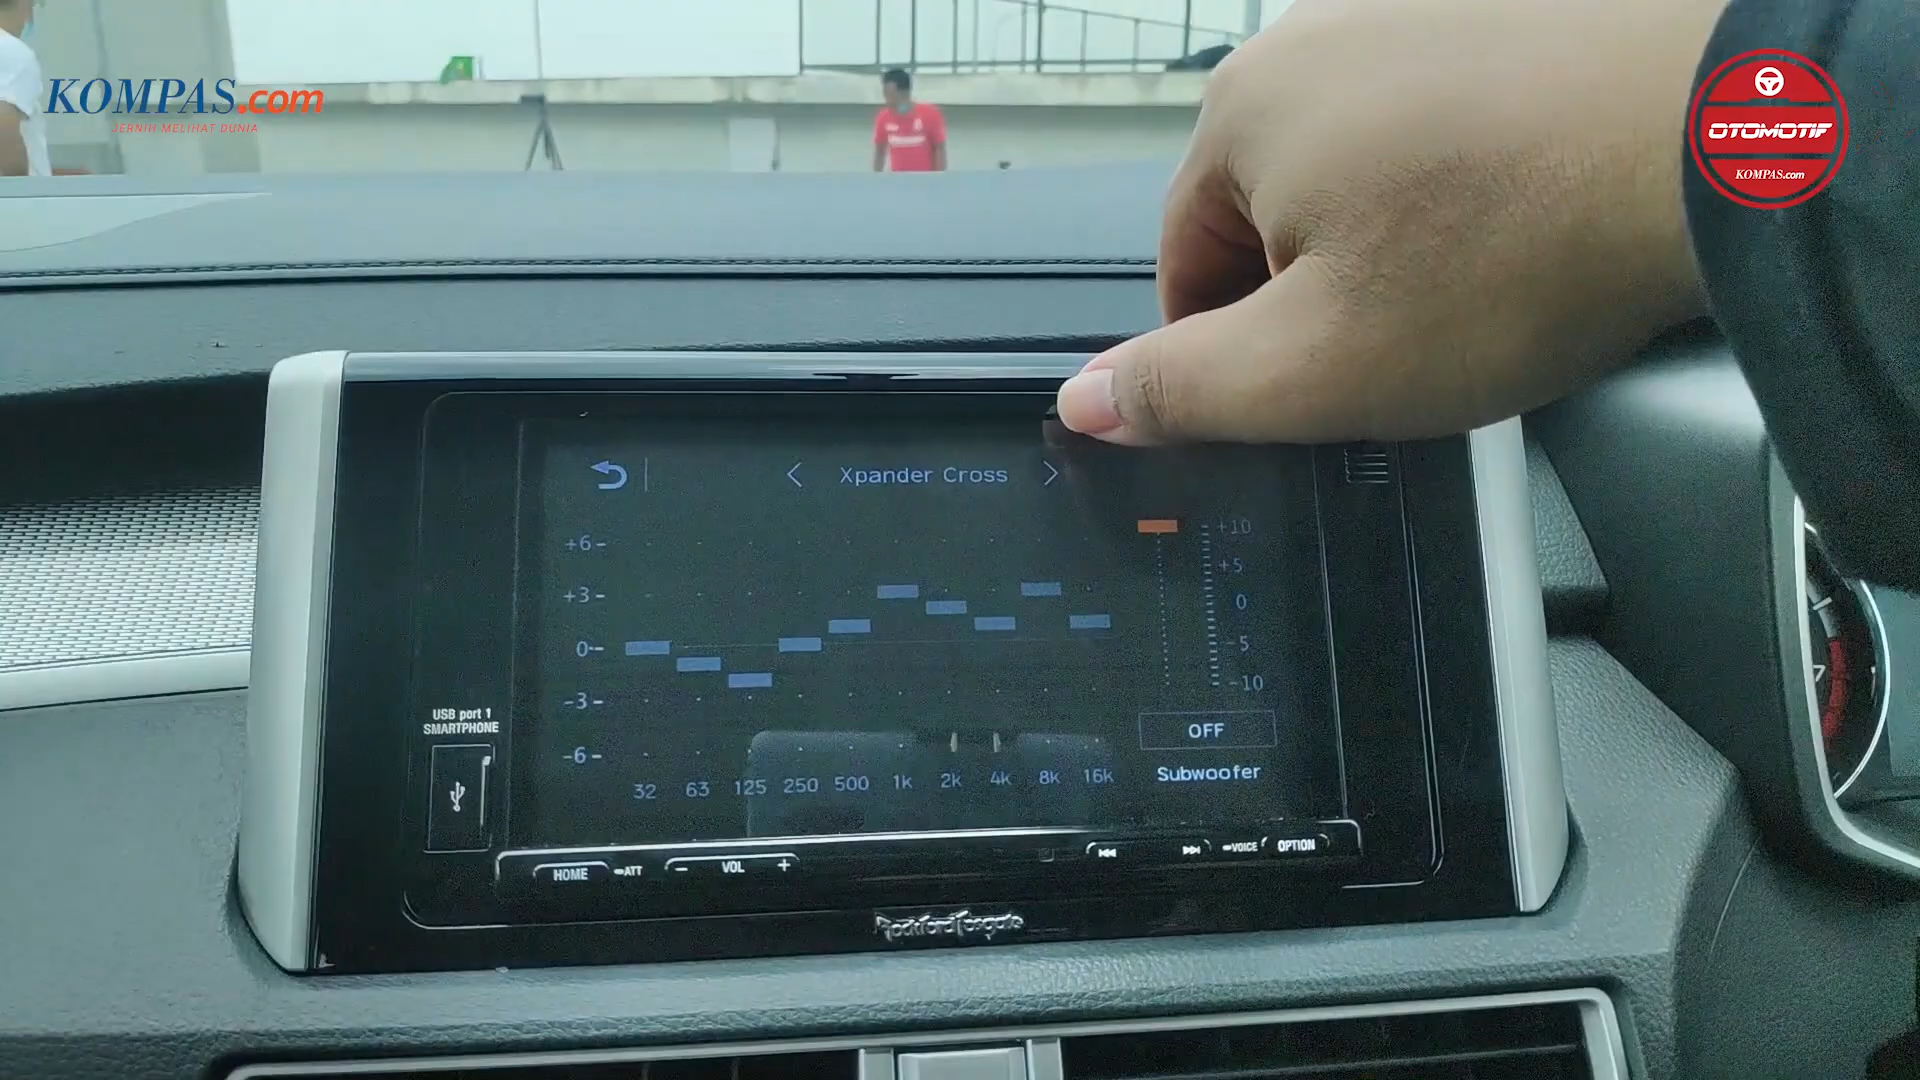 KOMPAS.com
JERNIH MELIHAT DUNIA
OTOMOTIF
KOMPAS.com
< Xpander Cross >
+6
+3
0
-3
-6
32 63 125 250 500 1k 2k 4k 8k 16k
+10
+5
0
-5
-10
OFF
Subwoofer
USB port 1
SMARTPHONE
HOME ATT - VOL + VOICE OPTION
Rockford Fosgate
7